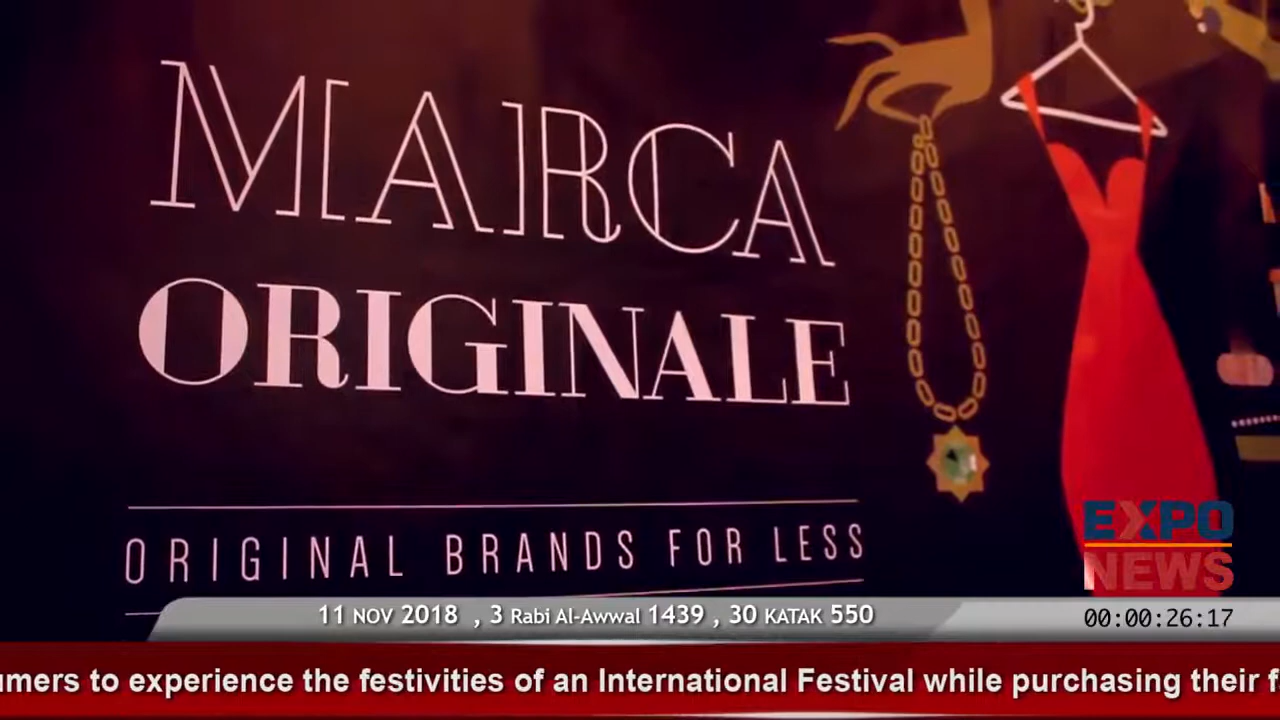 MARCA
ORIGINALE
ORIGINAL BRANDS FOR LESS
EXPO
NEWS
11 NOV 2018 , 3 Rabi Al-Awwal 1439 , 30 KATAK 550
00:00:26:17
to experience the festivities of an International Festival while purchasing their